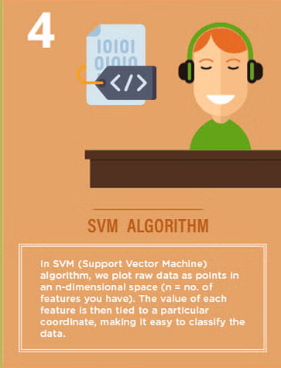 4
10101
01010
</>
SVM ALGORITHM
In SVM (Support Vector Machine)
algorithm, we plot raw data as points in
an n-dimensional space (n = no. of
features you have). The value of each
feature is then tied to a particular
coordinate, making it easy to classify the
data.